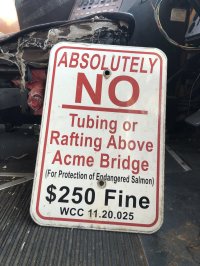 ABSOLUTELY
NO
Tubing or
Rafting Above
Acme Bridge
(For Protection of Endangered Salmon)
$250 Fine
WCC 11.20.025